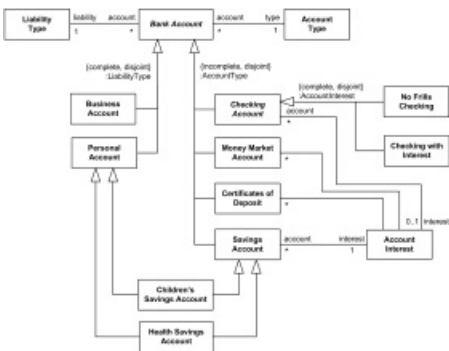 Liability
Type
liability
account
1
*
Bank Account
account
type
*
1
Account
Type
{complete, disjoint}
:LiabilityType
{incomplete, disjoint}
:AccountType
Business
Account
Personal
Account
Checking
Account
{complete, disjoint}
:AccountInterest
account
*
No Frills
Checking
Checking with
Interest
Money Market
Account
*
Certificates of
Deposit
*
0..1
interest
Savings
Account
account
interest
*
1
Account
Interest
Children's
Savings Account
Health Savings
Account